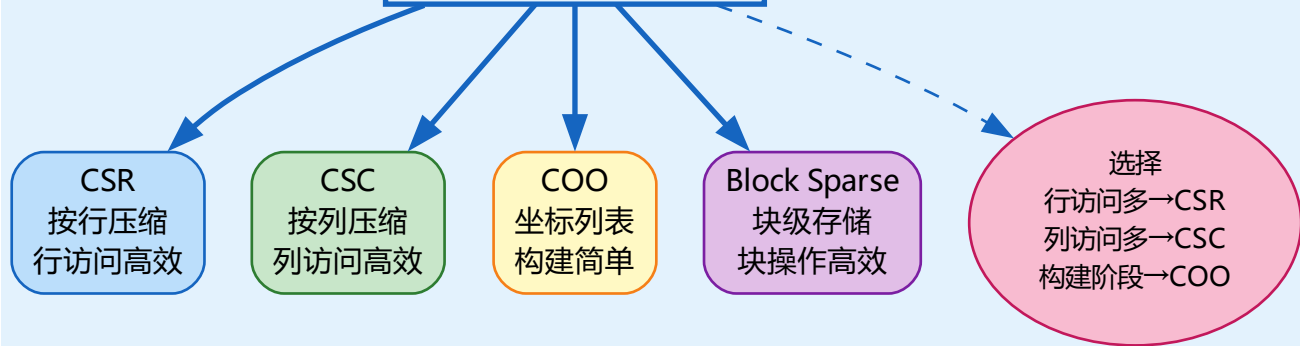 CSR
按行压缩
行访问高效
CSC
按列压缩
列访问高效
COO
坐标列表
构建简单
Block Sparse
块级存储
块操作高效
选择
行访问多→CSR
列访问多→CSC
构建阶段→COO